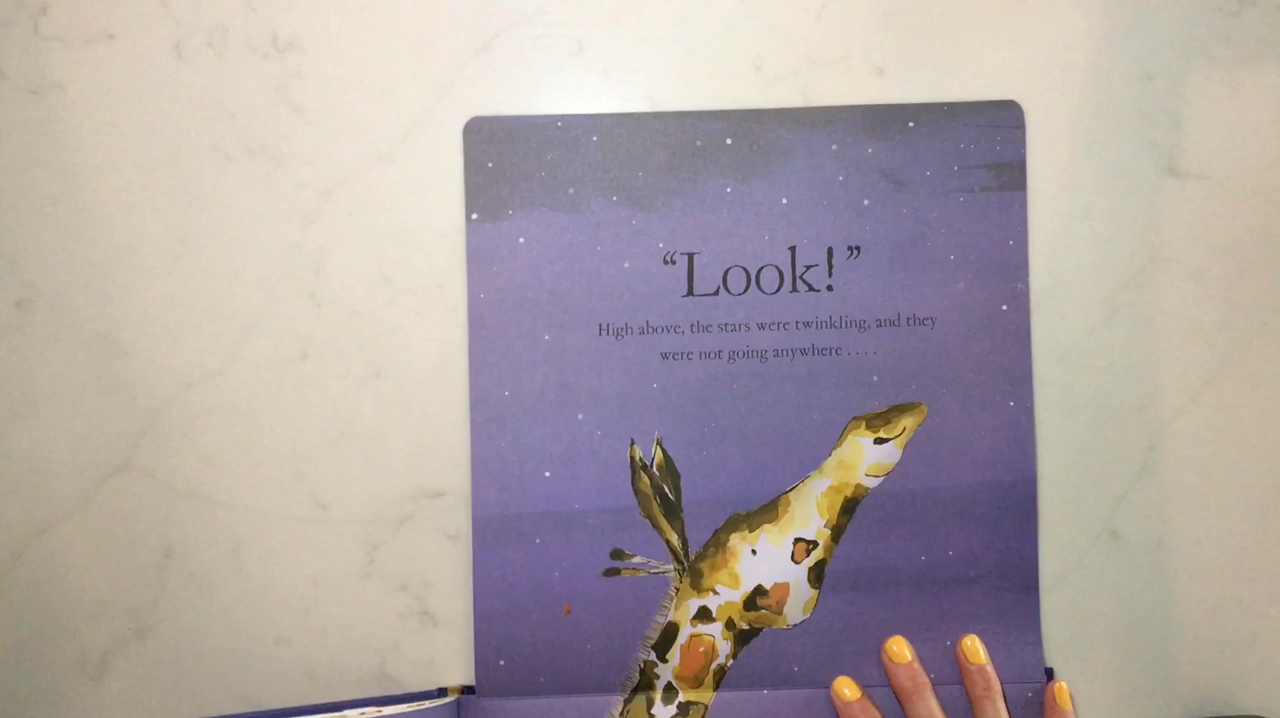 “Look!”
High above, the stars were twinkling, and they
were not going anywhere . . . .